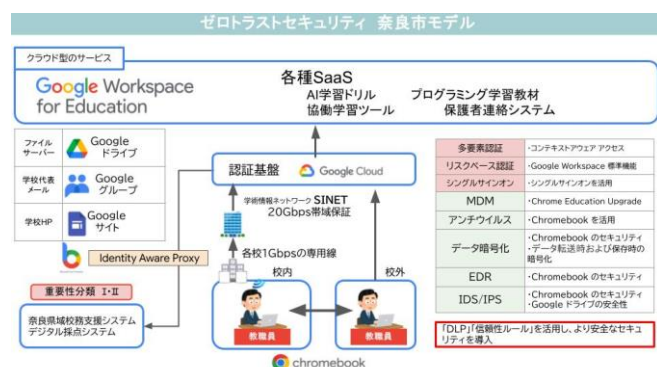 ゼロトラストセキュリティ 奈良市モデル
クラウド型のサービス
Google Workspace
for Education
各種SaaS
AI学習ドリル
プログラミング学習教材
協働学習ツール
保護者連絡システム
ファイル
サーバー
Google
ドライブ
学校代表
メール
Google
グループ
学校HP
Google
サイト
Identity Aware Proxy
重要性分類 I・II
奈良県域校務支援システム
デジタル採点システム
認証基盤
Google Cloud
学術情報ネットワーク SINET
20Gbps帯域保証
各校1Gbpsの専用線
校内
校外
教職員
教職員
chromebook
多要素認証
・コンテキストアウェア アクセス
リスクベース認証
・Google Workspace 標準機能
シングルサインオン
・シングルサインオンを活用
MDM
・Chrome Education Upgrade
アンチウイルス
・Chromebook を活用
データ暗号化
・Chromebook のセキュリティ
・データ転送時および保存時の
暗号化
EDR
・Chromebook のセキュリティ
IDS/IPS
・Chromebook のセキュリティ
・Google ドライブの安全性
「DLP」「信頼性ルール」を活用し、より安全なセキュ
リティを導入